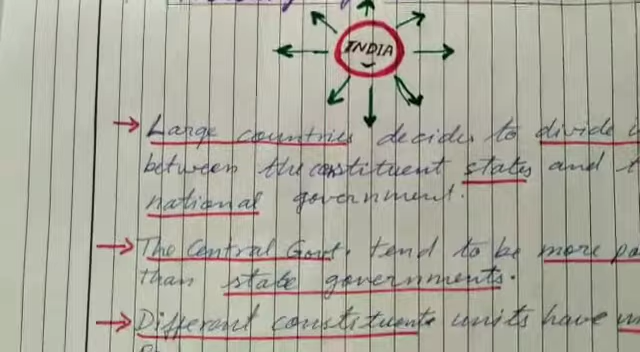 INDIA
Large countries decides to divide
between the constituent states and
national government.
The Central Govt. tend to be more
than state governments.
Different constituents units have